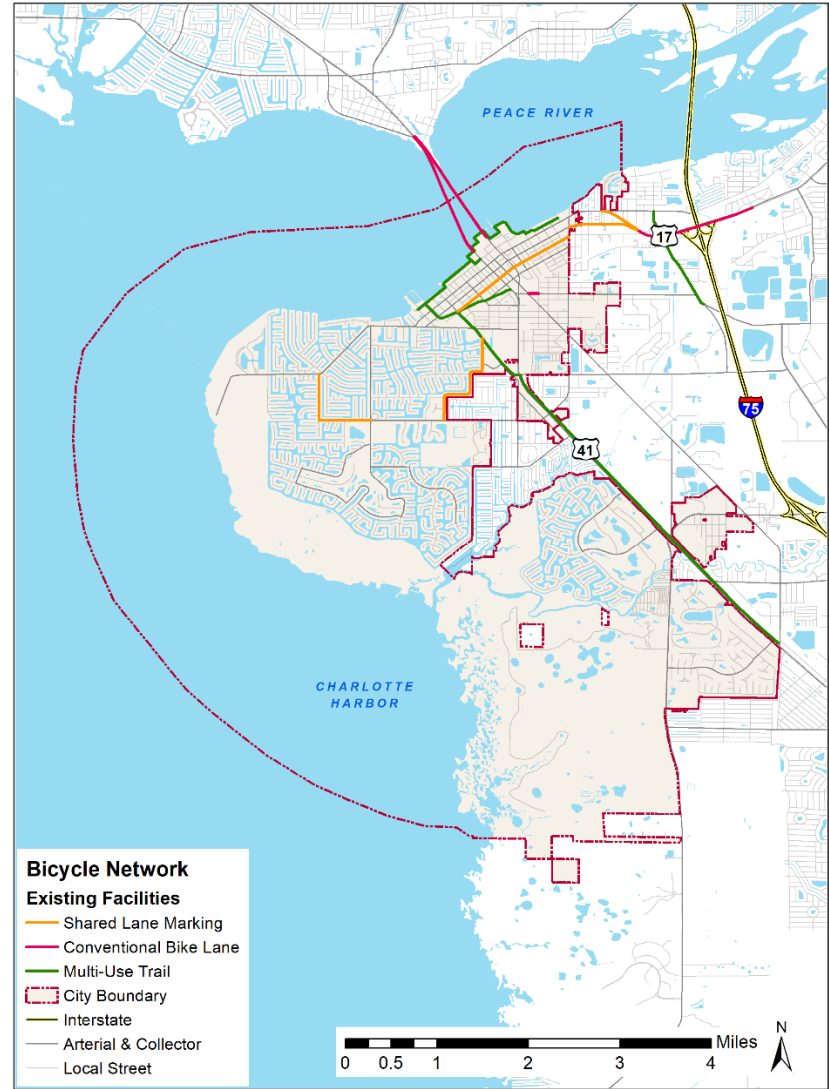 PEACE RIVER
17
75
41
CHARLOTTE
HARBOR
Bicycle Network
Existing Facilities
Shared Lane Marking
Conventional Bike Lane
Multi-Use Trail
City Boundary
Interstate
Arterial & Collector
Local Street
Miles
0 0.5 1 2 3 4
N